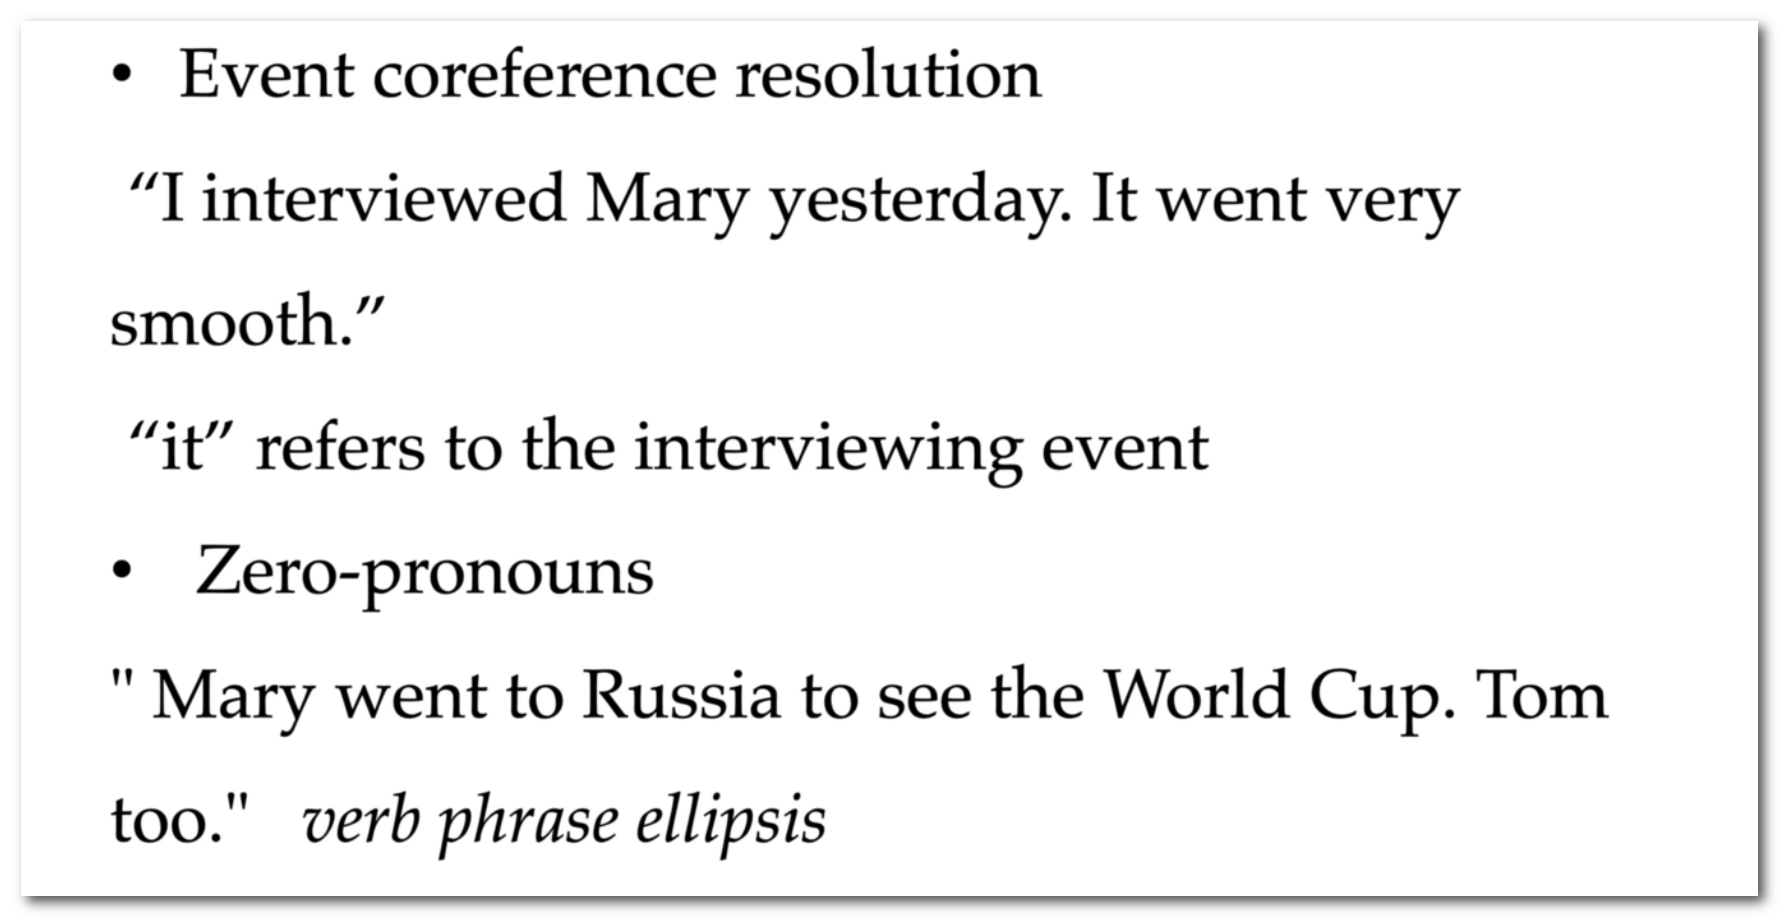 • Event coreference resolution
“I interviewed Mary yesterday. It went very
smooth.”
“it” refers to the interviewing event
• Zero-pronouns
" Mary went to Russia to see the World Cup. Tom
too." verb phrase ellipsis